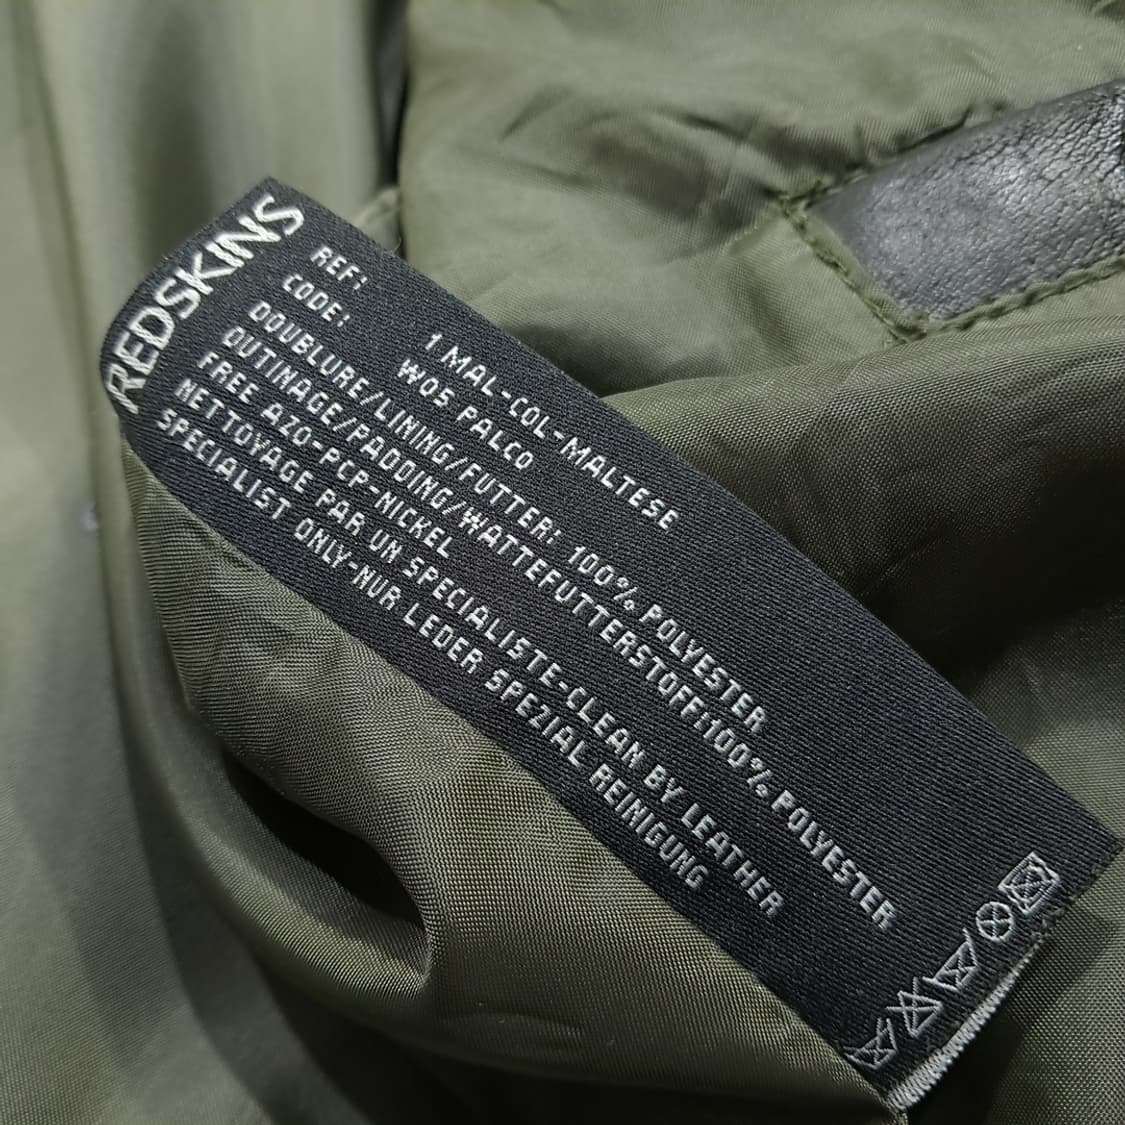 REDSKINS
REF: 1 MAL-COL-MALTESE
CODE: W05 PALCO
DOUBLURE/LINING/FUTTER: 100% POLYESTER
OUTINAGE/PADDING/WATTEFUTTERSTOFF:100% POLYESTER
FREE AZO-PCP-NICKEL
NETTOYAGE PAR UN SPECIALISTE-CLEAN BY LEATHER
SPECIALIST ONLY-NUR LEDER SPEZIAL REINIGUNG